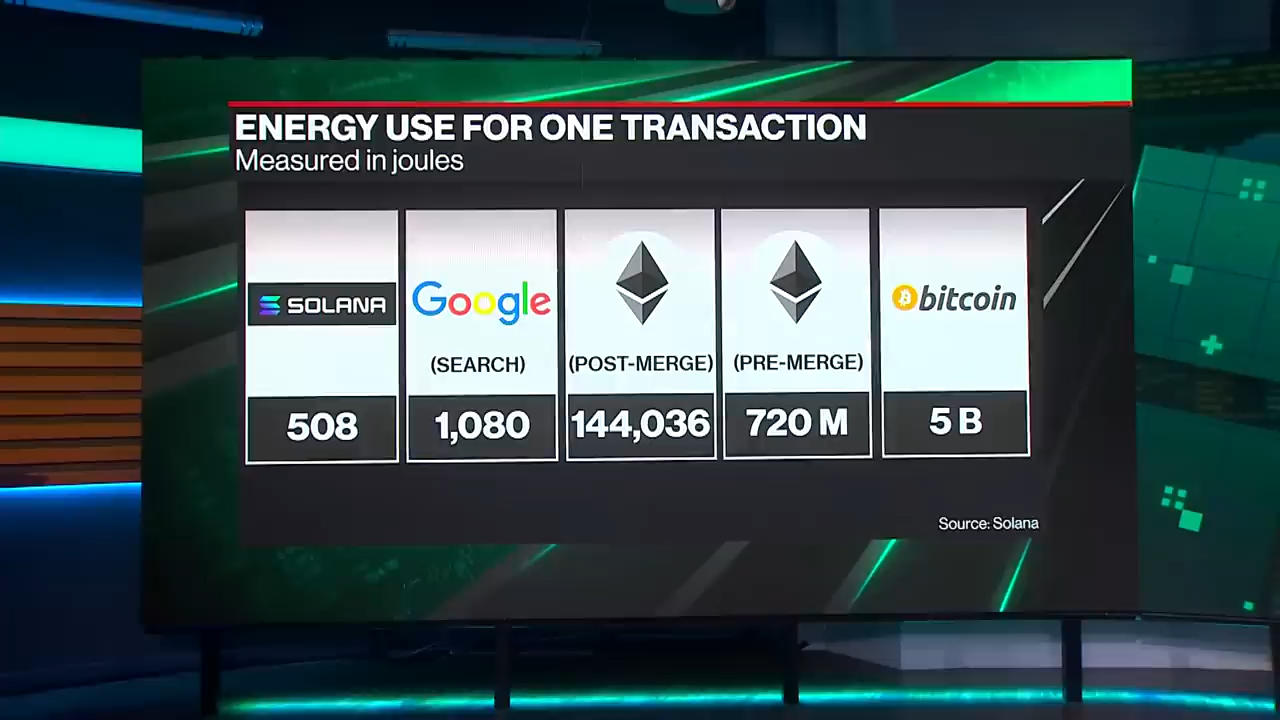 ENERGY USE FOR ONE TRANSACTION
Measured in joules
SOLANA
Google
bitcoin
(SEARCH)
(POST-MERGE)
(PRE-MERGE)
508
1,080
144,036
720 M
5 B
Source: Solana